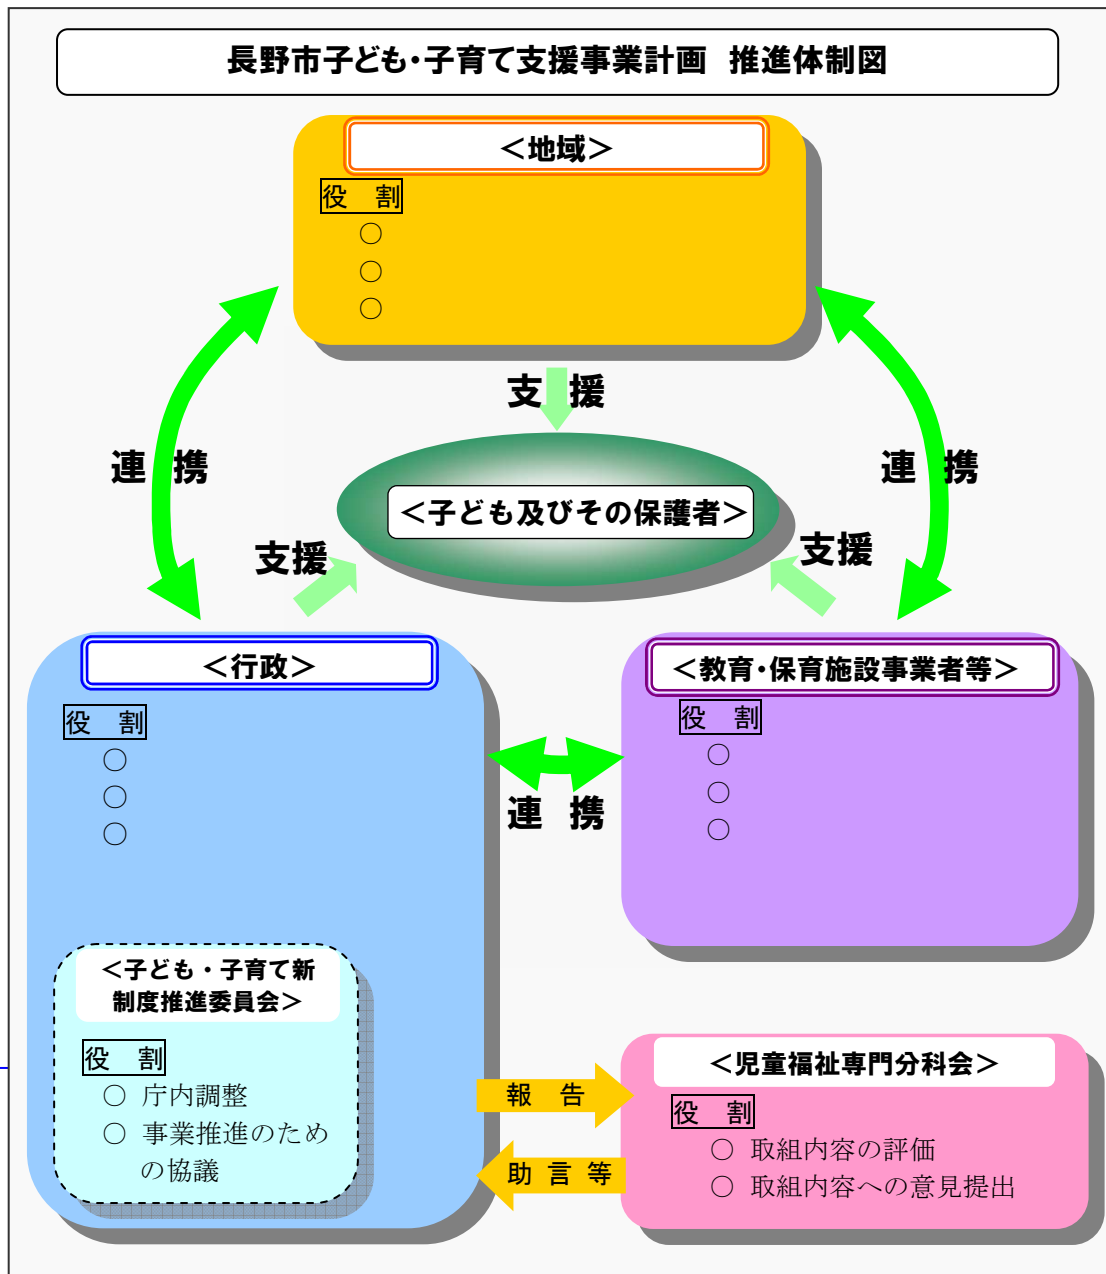 長野市子ども・子育て支援事業計画 推進体制図
＜地域＞
役 割
○
○
○
支 援
連 携
連 携
＜子ども及びその保護者＞
支援
支援
＜行政＞
役 割
○
○
○
＜教育・保育施設事業者等＞
役 割
○
○
○
連 携
＜子ども・子育て新
制度推進委員会＞
役 割
○ 庁内調整
○ 事業推進のため
の協議
報 告
助 言 等
＜児童福祉専門分科会＞
役 割
○ 取組内容の評価
○ 取組内容への意見提出